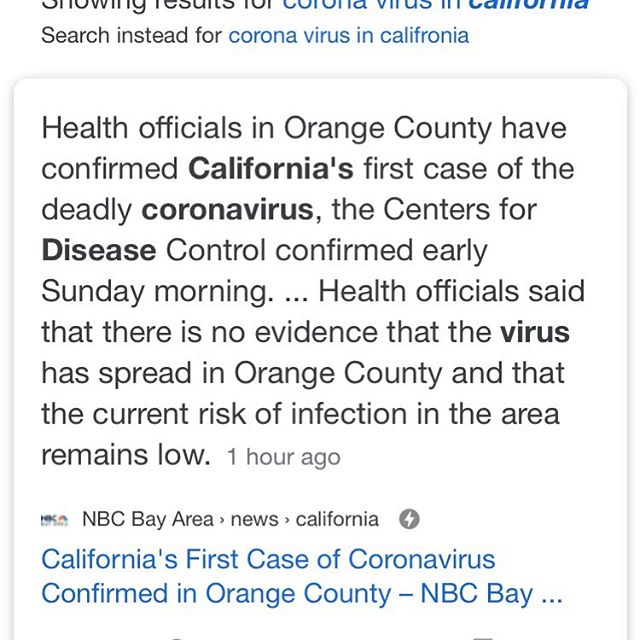 Showing results for corona virus in california
Search instead for corona virus in califronia
Health officials in Orange County have
confirmed California's first case of the
deadly coronavirus, the Centers for
Disease Control confirmed early
Sunday morning. ... Health officials said
that there is no evidence that the virus
has spread in Orange County and that
the current risk of infection in the area
remains low. 1 hour ago
NBC Bay Area › news › california
California's First Case of Coronavirus
Confirmed in Orange County – NBC Bay ...